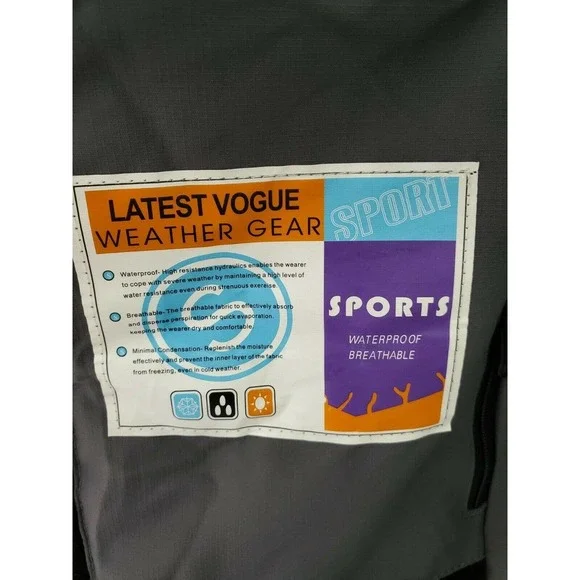 LATEST VOGUE
WEATHER GEAR
SPORT
Waterproof- High resistance hydraulics enables the wearer
to cope with severe weather by maintaining a high level of
water resistance even during strenuous exercise.
Breathable- The breathable fabric to effectively absorb
and disperse perspiration for quick evaporation.
keeping the wearer dry and comfortable.
Minimal Condensation- Replenish the moisture
effectively and prevent the inner layer of the fabric
from freezing, even in cold weather.
SPORTS
WATERPROOF
BREATHABLE